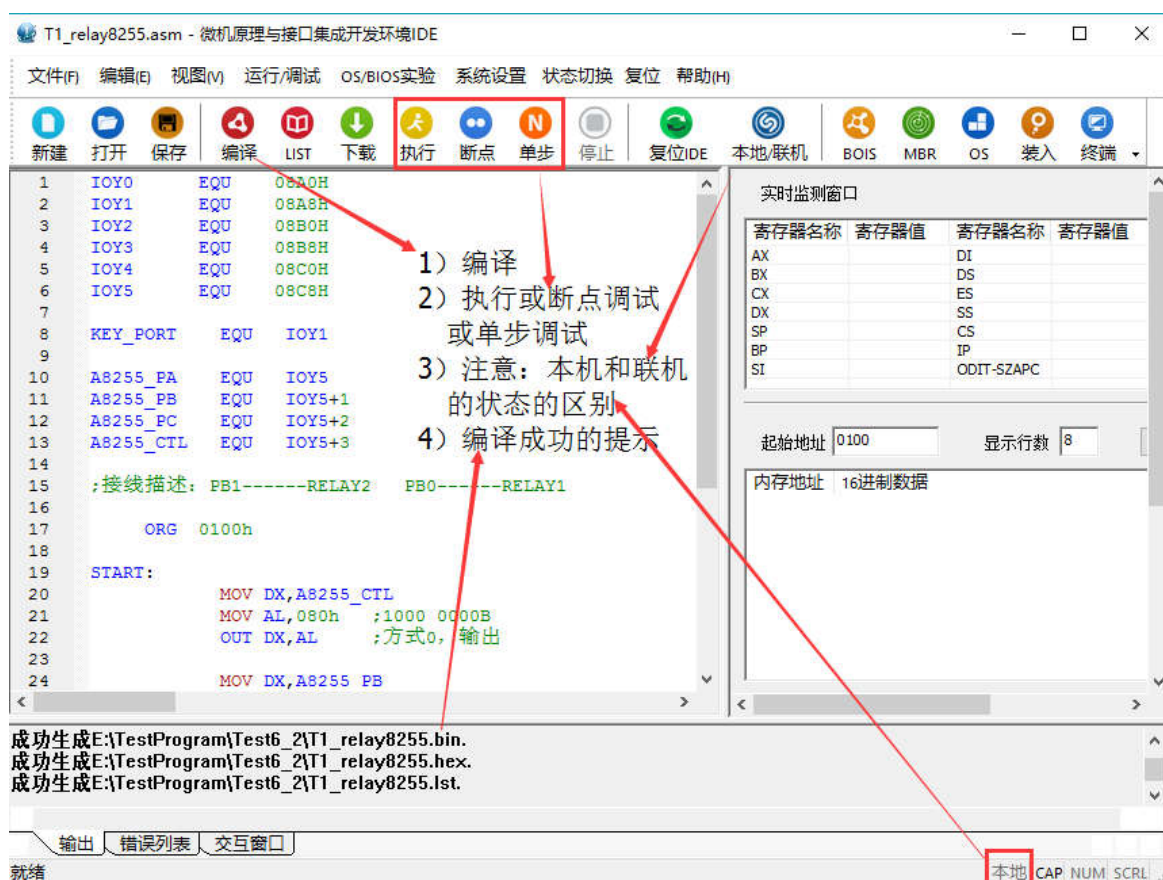 T1_relay8255.asm - 微机原理与接口集成开发环境IDE
文件(F) 编辑(E) 视图(V) 运行/调试 OS/BIOS实验 系统设置 状态切换 复位 帮助(H)
新建 打开 保存 编译 LIST 下载 执行 断点 单步 停止 复位IDE 本地/联机 BOIS MBR OS 装入 终端
1 IOY0 EQU 08A0H
2 IOY1 EQU 08A8H
3 IOY2 EQU 08B0H
4 IOY3 EQU 08B8H
5 IOY4 EQU 08C0H
6 IOY5 EQU 08C8H
7
8 KEY_PORT EQU IOY1
9
10 A8255_PA EQU IOY5
11 A8255_PB EQU IOY5+1
12 A8255_PC EQU IOY5+2
13 A8255_CTL EQU IOY5+3
14
15 ;接线描述: PB1------RELAY2 PB0------RELAY1
16
17 ORG 0100h
18
19 START:
20 MOV DX,A8255_CTL
21 MOV AL,080h ;1000 0000B
22 OUT DX,AL ;方式0, 输出
23
24 MOV DX,A8255_PB
1）编译
2）执行或断点调试
或单步调试
3）注意：本机和联机
的状态的区别
4）编译成功的提示
实时监测窗口
寄存器名称 寄存器值 寄存器名称 寄存器值
AX DI
BX DS
CX ES
DX SS
SP CS
BP IP
SI ODIT-SZAPC
起始地址 0100 显示行数 8
内存地址 16进制数据
成功生成E:\TestProgram\Test6_2\T1_relay8255.bin.
成功生成E:\TestProgram\Test6_2\T1_relay8255.hex.
成功生成E:\TestProgram\Test6_2\T1_relay8255.lst.
输出 错误列表 交互窗口
就绪 本地 CAP NUM SCRL